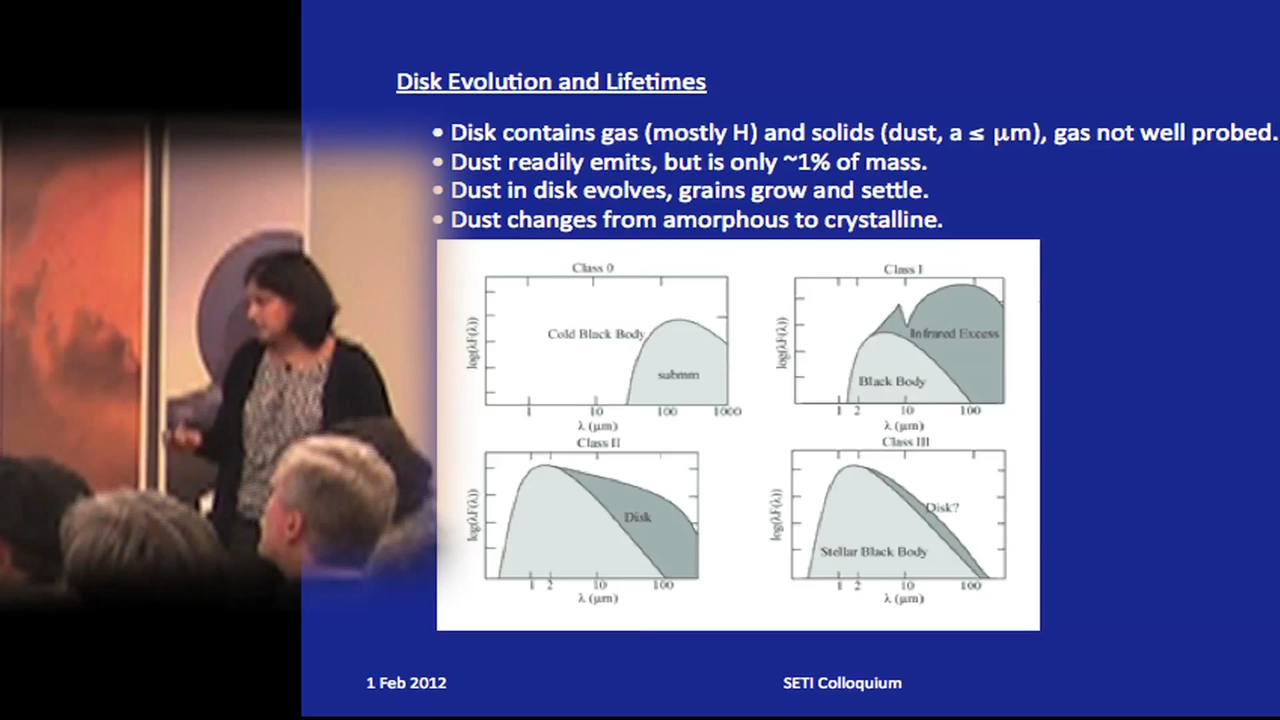 Disk Evolution and Lifetimes
• Disk contains gas (mostly H) and solids (dust, a ≤ μm), gas not well probed.
• Dust readily emits, but is only ~1% of mass.
• Dust in disk evolves, grains grow and settle.
• Dust changes from amorphous to crystalline.
Class 0
log(λF(λ))
Cold Black Body
submm
1 10 100 1000
λ (μm)
Class I
log(λF(λ))
Infrared Excess
Black Body
1 2 10 100
λ (μm)
Class II
log(λF(λ))
Disk
1 2 10 100
λ (μm)
Class III
log(λF(λ))
Disk?
Stellar Black Body
1 2 10 100
λ (μm)
1 Feb 2012
SETI Colloquium